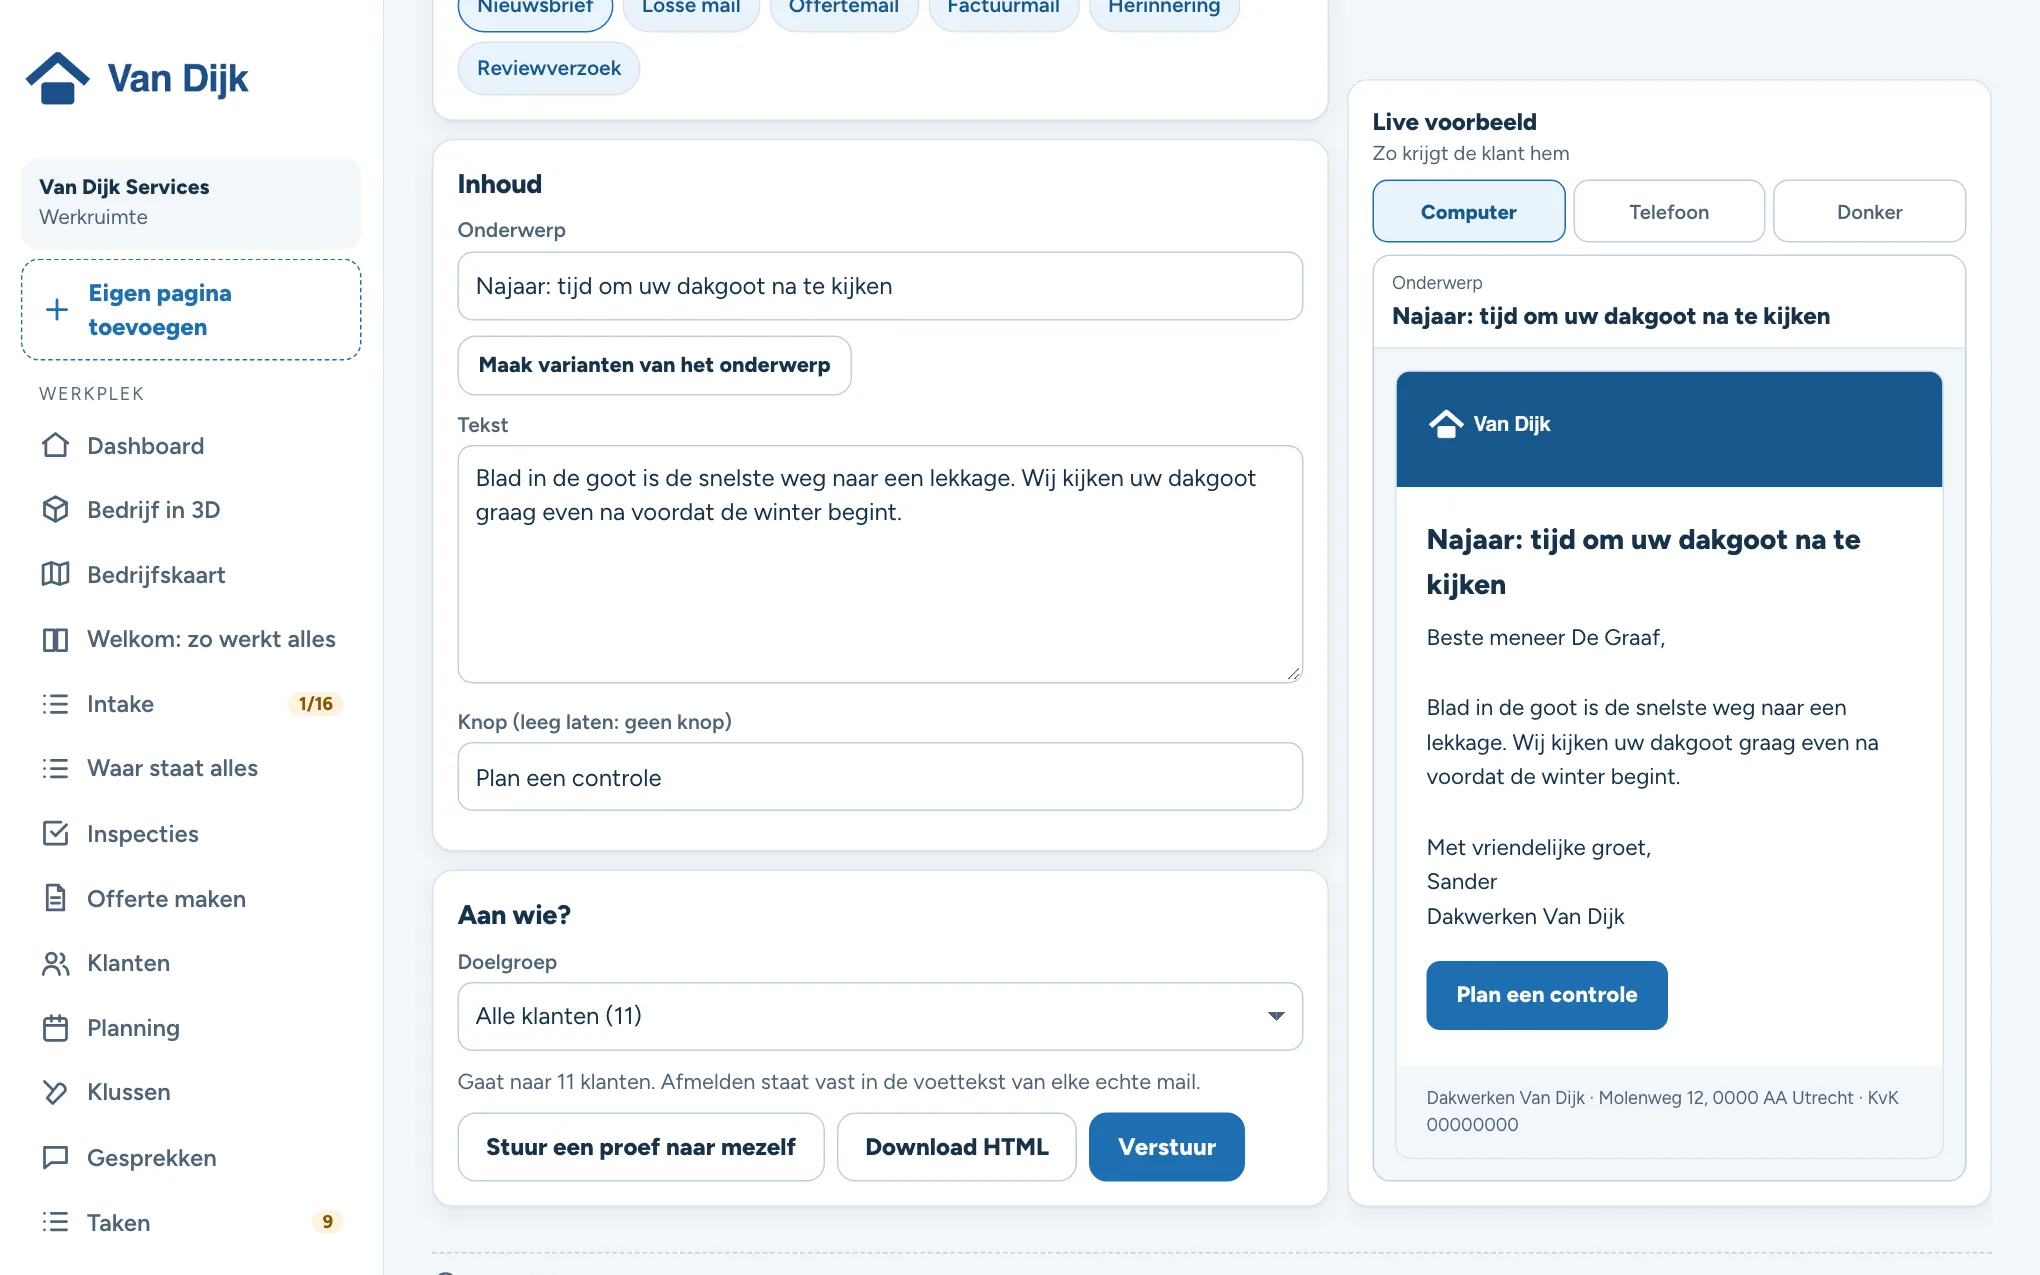 Van Dijk
Van Dijk Services
Werkruimte
Eigen pagina
toevoegen
WERKPLEK
Dashboard
Bedrijf in 3D
Bedrijfskaart
Welkom: zo werkt alles
Intake 1/16
Waar staat alles
Inspecties
Offerte maken
Klanten
Planning
Klussen
Gesprekken
Taken 9
Nieuwsbrief Losse mail Offertemail Factuurmail Herinnering
Reviewverzoek
Inhoud
Onderwerp
Najaar: tijd om uw dakgoot na te kijken
Maak varianten van het onderwerp
Tekst
Blad in de goot is de snelste weg naar een lekkage. Wij kijken uw dakgoot
graag even na voordat de winter begint.
Knop (leeg laten: geen knop)
Plan een controle
Aan wie?
Doelgroep
Alle klanten (11)
Gaat naar 11 klanten. Afmelden staat vast in de voettekst van elke echte mail.
Stuur een proef naar mezelf Download HTML Verstuur
Live voorbeeld
Zo krijgt de klant hem
Computer Telefoon Donker
Onderwerp
Najaar: tijd om uw dakgoot na te kijken
Van Dijk
Najaar: tijd om uw dakgoot na te
kijken
Beste meneer De Graaf,
Blad in de goot is de snelste weg naar een
lekkage. Wij kijken uw dakgoot graag even na
voordat de winter begint.
Met vriendelijke groet,
Sander
Dakwerken Van Dijk
Plan een controle
Dakwerken Van Dijk · Molenweg 12, 0000 AA Utrecht · KvK
00000000